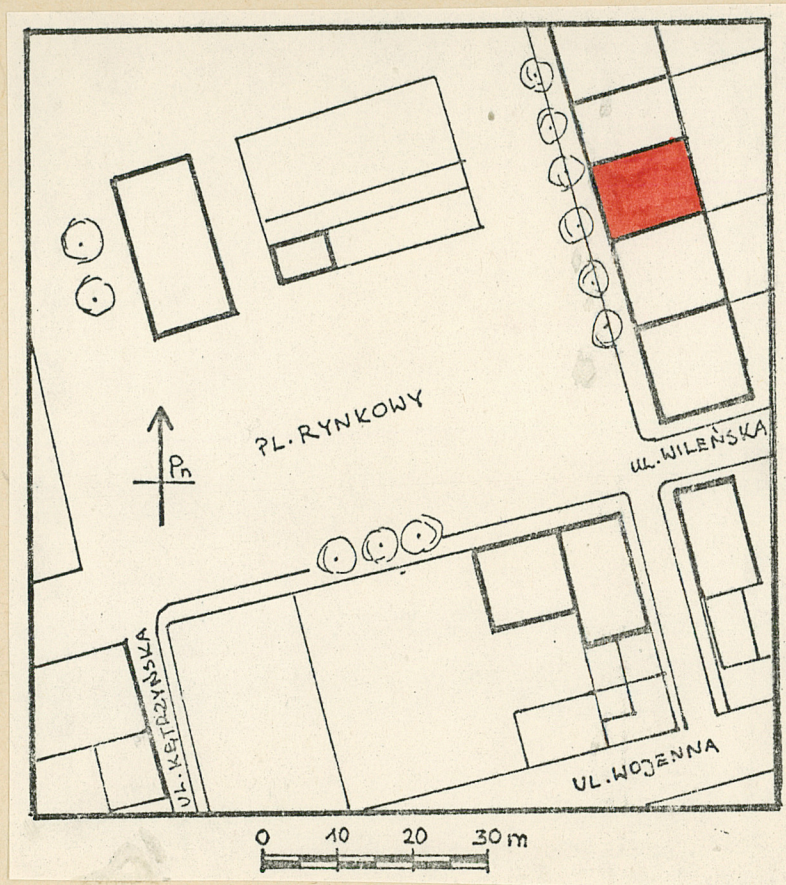 PL. RYNKOWY
Pn
UL. WILEŃSKA
UL. KĘTRZYŃSKA
UL. WOJENNA
0 10 20 30 m